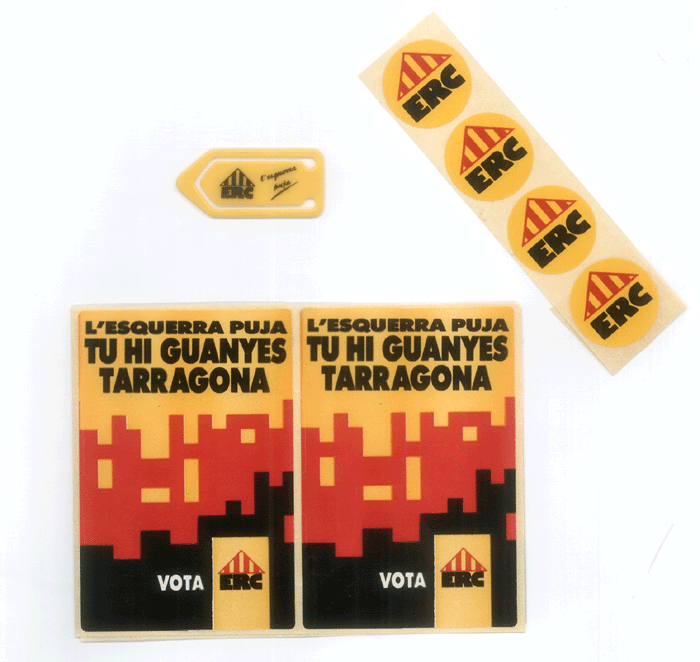 ERC
ERC
ERC
ERC
ERC
L'esquerra
puja
L'ESQUERRA PUJA
TU HI GUANYES
TARRAGONA
VOTA
ERC
L'ESQUERRA PUJA
TU HI GUANYES
TARRAGONA
VOTA
ERC